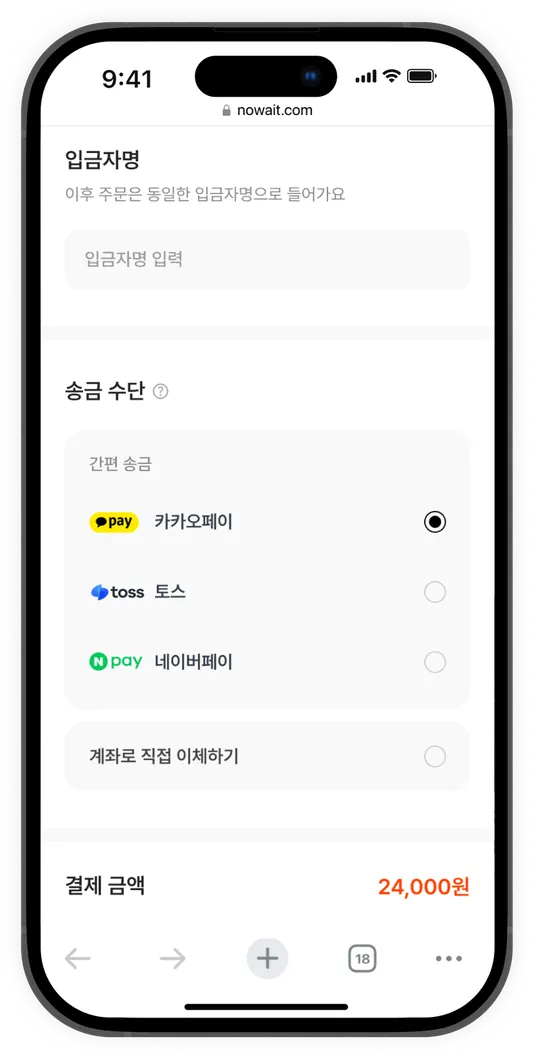 9:41
nowait.com
입금자명
이후 주문은 동일한 입금자명으로 들어가요
입금자명 입력
송금 수단 ?
간편 송금
pay 카카오페이
toss 토스
N pay 네이버페이
계좌로 직접 이체하기
결제 금액 24,000원
18